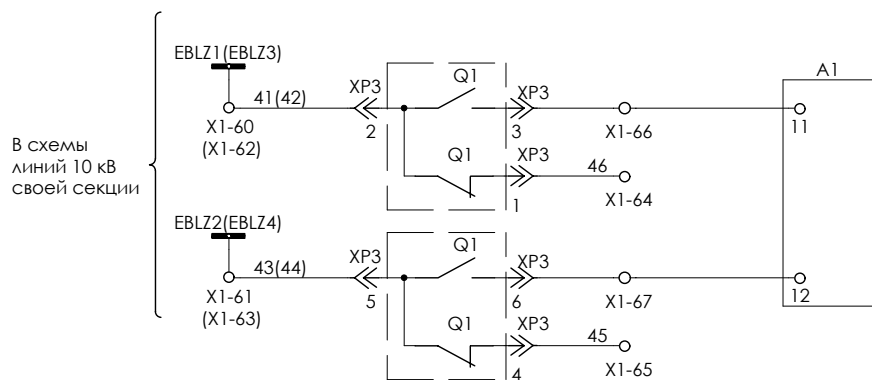 EBLZ1(EBLZ3)
Q1
A1
41(42)
XP3
XP3
X1-60
(X1-62)
2
3
X1-66
11
В схемы
линий 10 кВ
своей секции
Q1
XP3
46
1
X1-64
EBLZ2(EBLZ4)
Q1
43(44)
XP3
XP3
X1-61
(X1-63)
5
6
X1-67
12
Q1
XP3
45
4
X1-65